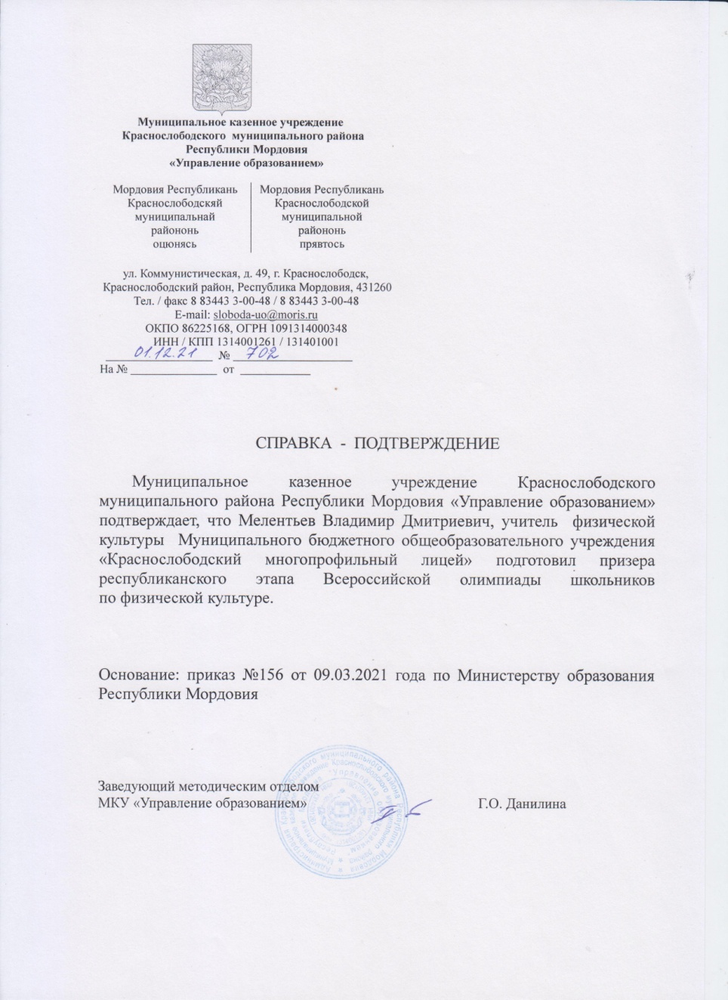 Муниципальное казенное учреждение
Краснослободского муниципального района
Республики Мордовия
«Управление образованием»
Мордовия Республикань
Краснослободскяй
муниципальнай
райононь
оцюнясь
Мордовия Республикань
Краснослободской
муниципальной
райононь
прявтось
ул. Коммунистическая, д. 49, г. Краснослободск,
Краснослободский район, Республика Мордовия, 431260
Тел. / факс 8 83443 3-00-48 / 8 83443 3-00-48
E-mail: sloboda-uo@moris.ru
ОКПО 86225168, ОГРН 1091314000348
ИНН / КПП 1314001261 / 131401001
01.12.21 № 702
На № ______________ от ___________
СПРАВКА - ПОДТВЕРЖДЕНИЕ
Муниципальное казенное учреждение Краснослободского
муниципального района Республики Мордовия «Управление образованием»
подтверждает, что Мелентьев Владимир Дмитриевич, учитель физической
культуры Муниципального бюджетного общеобразовательного учреждения
«Краснослободский многопрофильный лицей» подготовил призера
республиканского этапа Всероссийской олимпиады школьников
по физической культуре.
Основание: приказ №156 от 09.03.2021 года по Министерству образования
Республики Мордовия
Заведующий методическим отделом
МКУ «Управление образованием» Г.О. Данилина